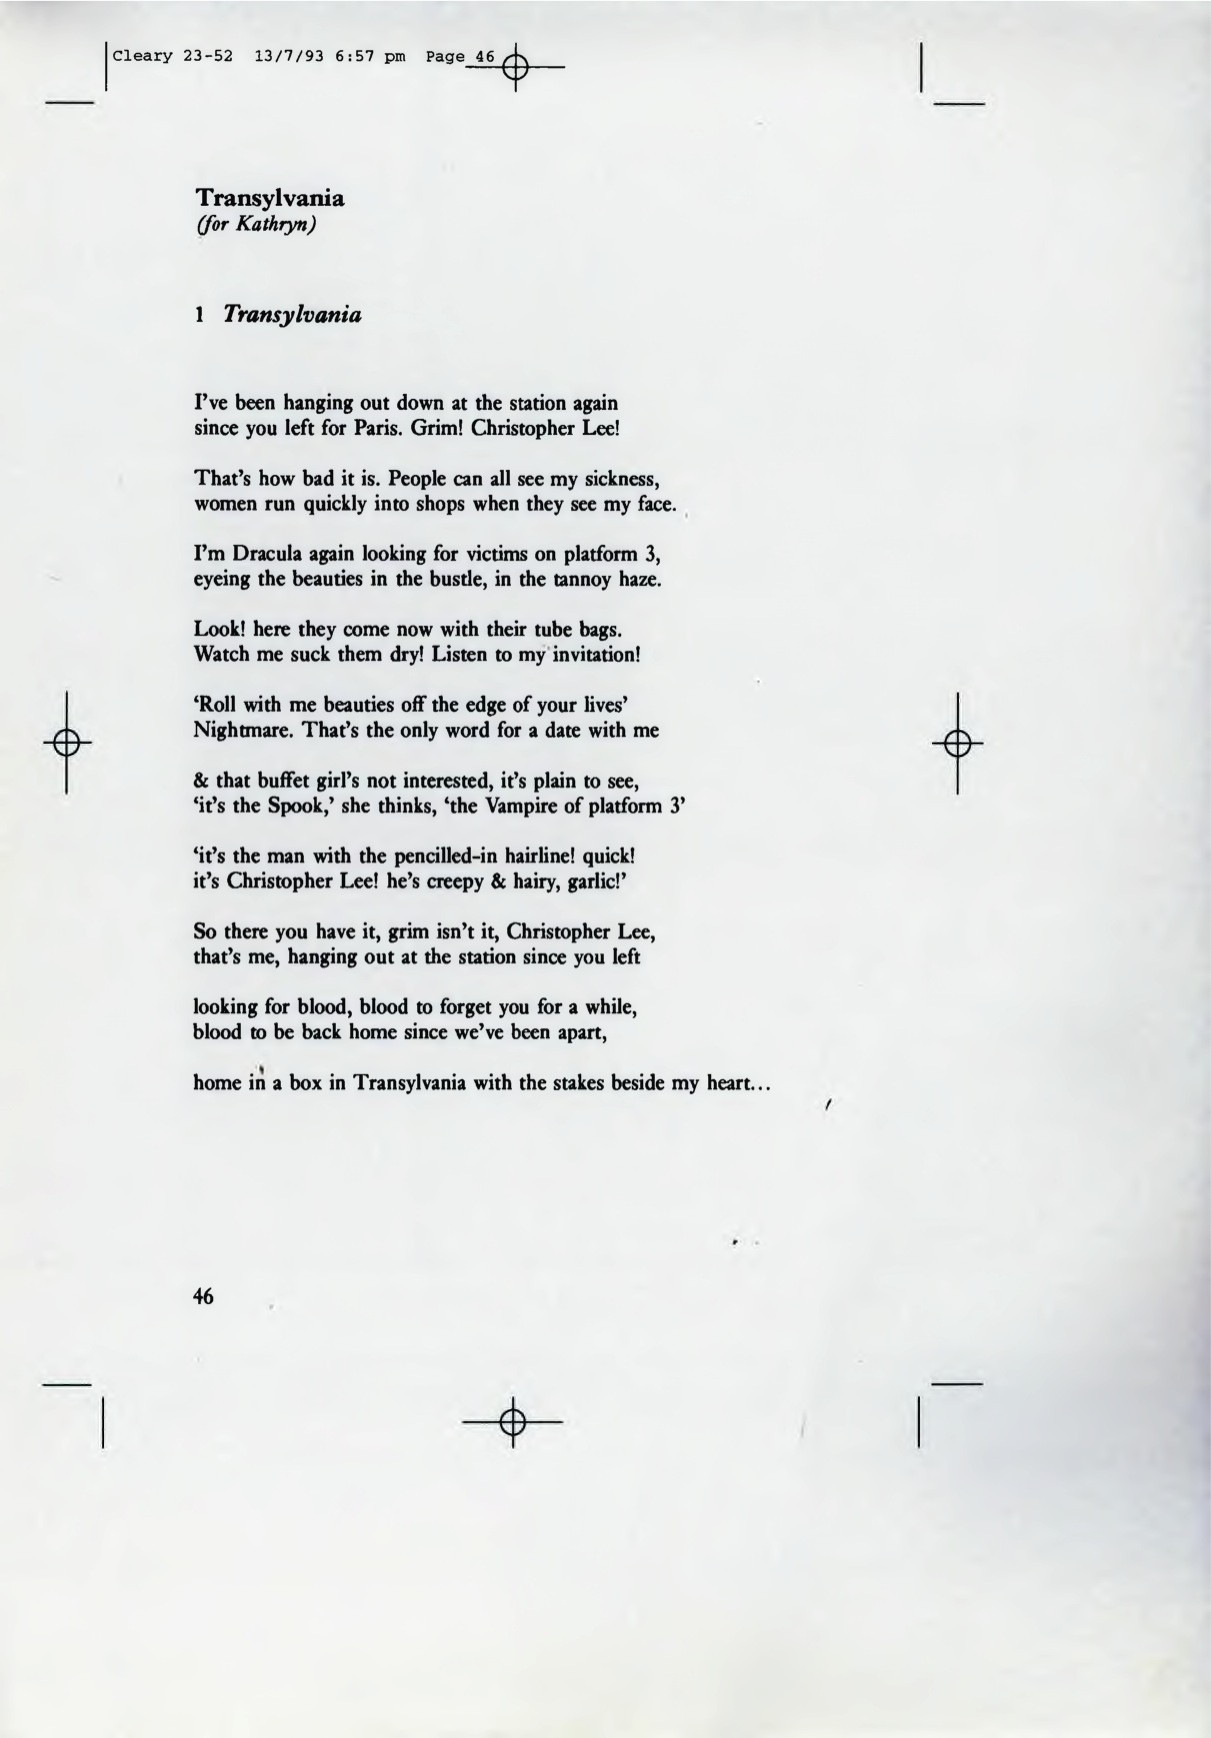 Cleary 23-52 13/7/93 6:57 pm Page 46
Transylvania
(for Kathryn)
1 Transylvania
I've been hanging out down at the station again
since you left for Paris. Grim! Christopher Lee!
That's how bad it is. People can all see my sickness,
women run quickly into shops when they see my face.
I'm Dracula again looking for victims on platform 3,
eyeing the beauties in the bustle, in the tannoy haze.
Look! here they come now with their tube bags.
Watch me suck them dry! Listen to my invitation!
‘Roll with me beauties off the edge of your lives’
Nightmare. That's the only word for a date with me
& that buffet girl's not interested, it's plain to see,
‘it's the Spook,’ she thinks, ‘the Vampire of platform 3’
‘it's the man with the pencilled-in hairline! quick!
it's Christopher Lee! he's creepy & hairy, garlic!’
So there you have it, grim isn't it, Christopher Lee,
that's me, hanging out at the station since you left
looking for blood, blood to forget you for a while,
blood to be back home since we've been apart,
home in a box in Transylvania with the stakes beside my heart...
46